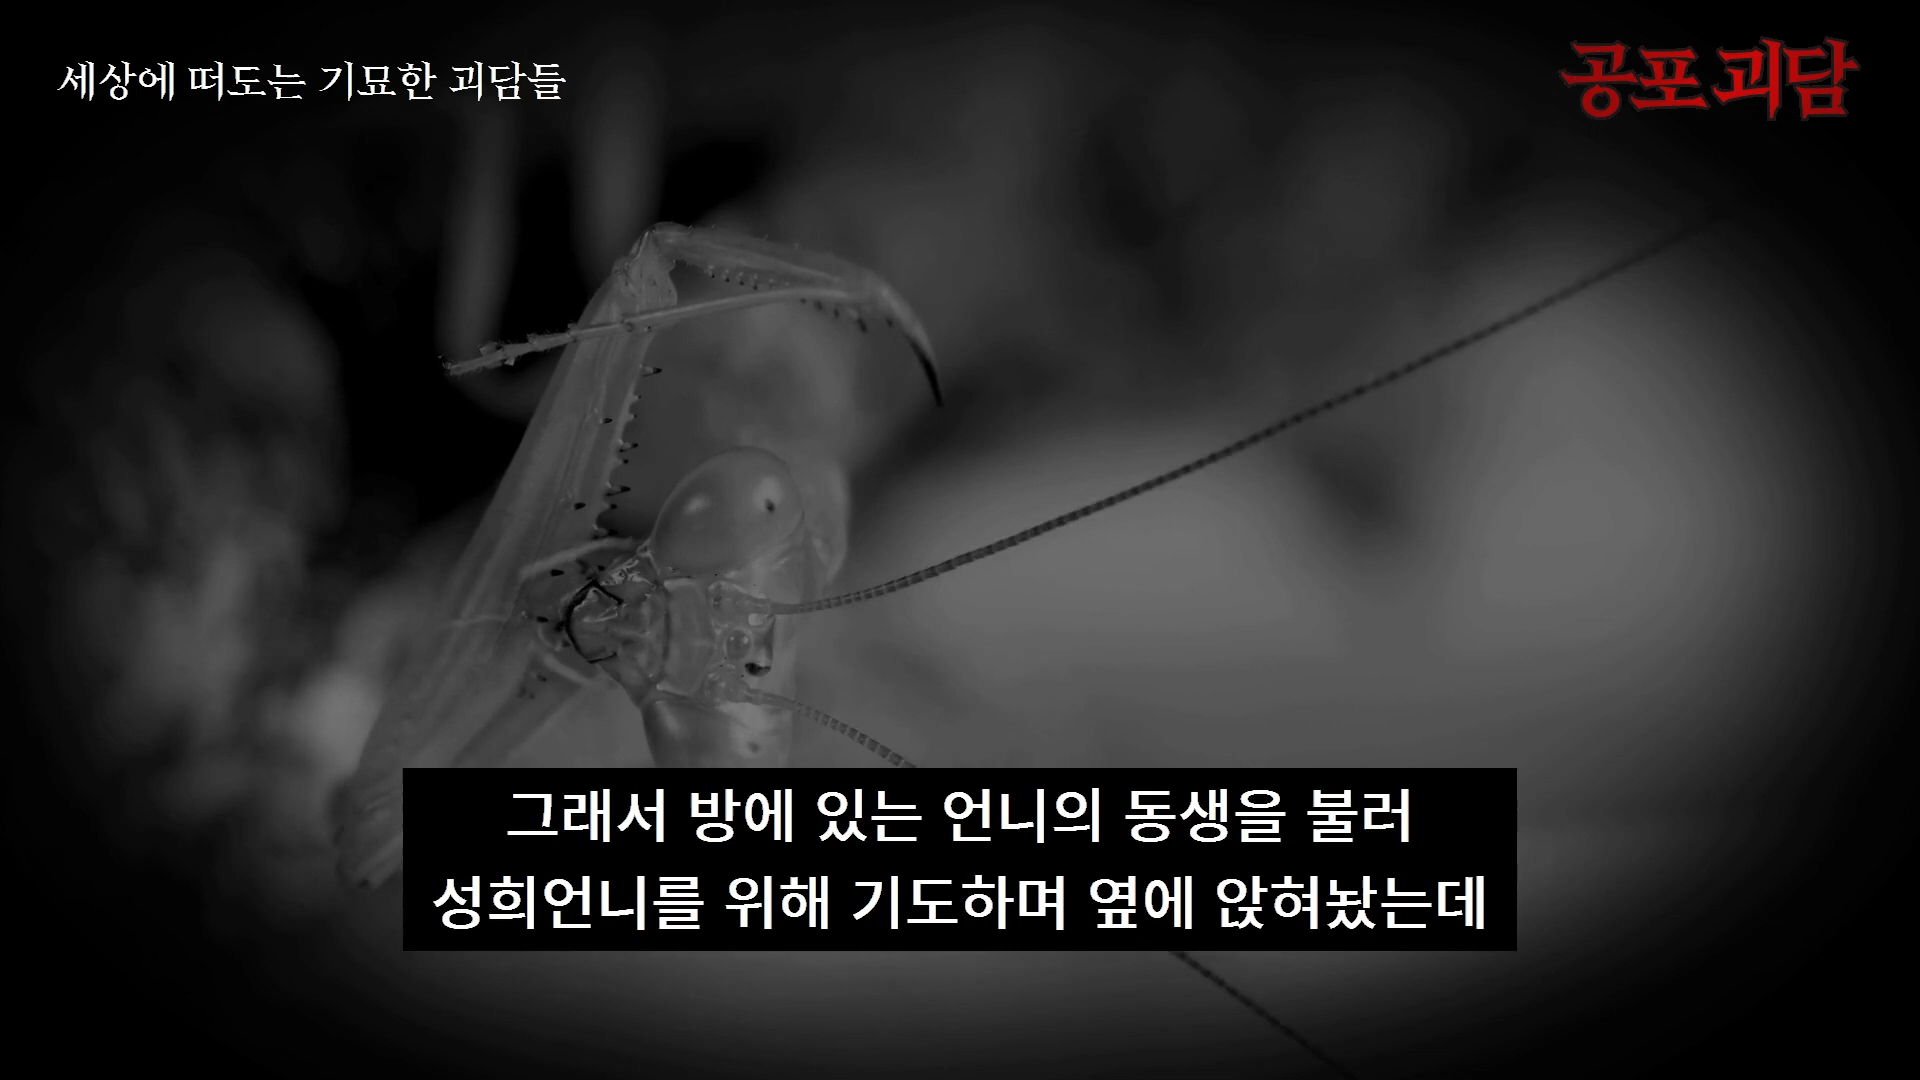 세상에 떠도는 기묘한 괴담들
공포 괴담
그래서 방에 있는 언니의 동생을 불러
성희언니를 위해 기도하며 옆에 앉혀놨는데